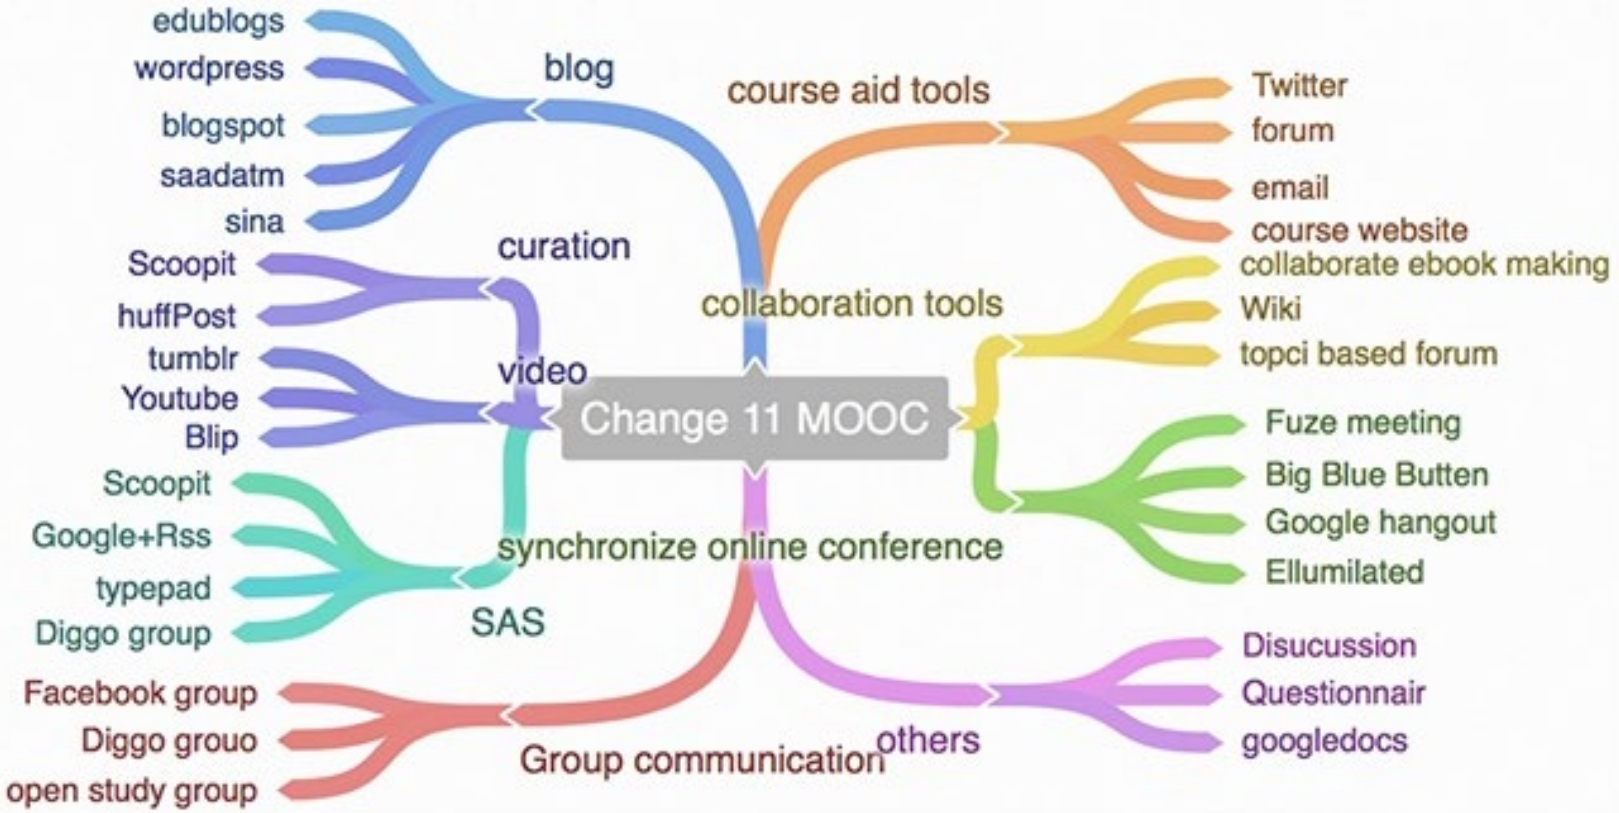 edublogs
wordpress
blogspot
saadatm
sina
blog
curation
Scoopit
huffPost
video
tumblr
Youtube
Blip
Scoopit
Google+Rss
typepad
Diggo group
SAS
Facebook group
Diggo grouo
open study group
Group communication
Change 11 MOOC
course aid tools
Twitter
forum
email
course website
collaboration tools
collaborate ebook making
Wiki
topci based forum
synchronize online conference
Fuze meeting
Big Blue Butten
Google hangout
Ellumilated
others
Disucussion
Questionnair
googledocs